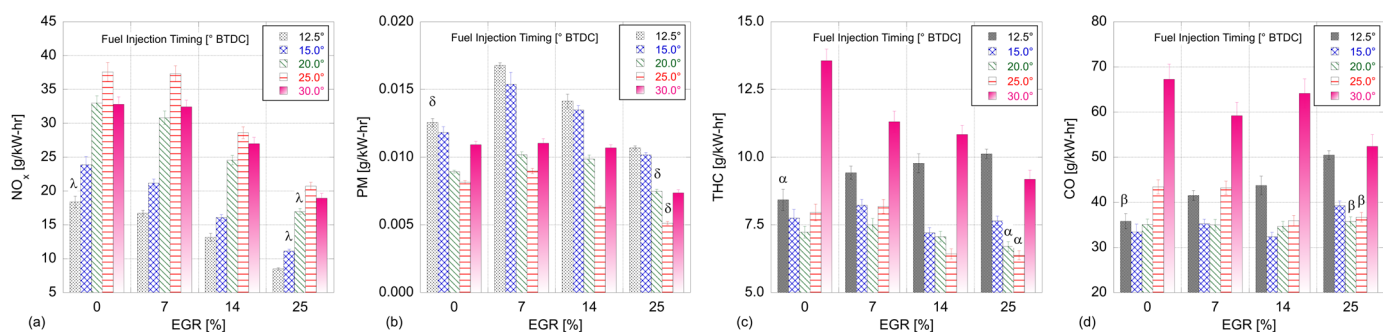 Fuel Injection Timing [° BTDC]
12.5°
15.0°
20.0°
25.0°
30.0°
NOx [g/kW-hr]
45
40
35
30
25
20
15
10
5
λ
λ
0 7 14 25
EGR [%]
(a)
Fuel Injection Timing [° BTDC]
12.5°
15.0°
20.0°
25.0°
30.0°
PM [g/kW-hr]
0.020
0.015
0.010
0.005
0.000
δ
δ
δ
0 7 14 25
EGR [%]
(b)
Fuel Injection Timing [° BTDC]
12.5°
15.0°
20.0°
25.0°
30.0°
THC [g/kW-hr]
15.0
12.5
10.0
7.5
5.0
α
α α
0 7 14 25
EGR [%]
(c)
Fuel Injection Timing [° BTDC]
12.5°
15.0°
20.0°
25.0°
30.0°
CO [g/kW-hr]
80
70
60
50
40
30
20
β
β β
0 7 14 25
EGR [%]
(d)